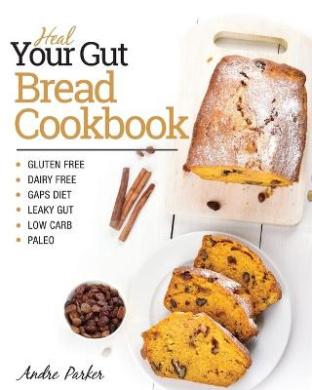 Heal
Your Gut
Bread
Cookbook
GLUTEN FREE
DAIRY FREE
GAPS DIET
LEAKY GUT
LOW CARB
PALEO
Andre Parker